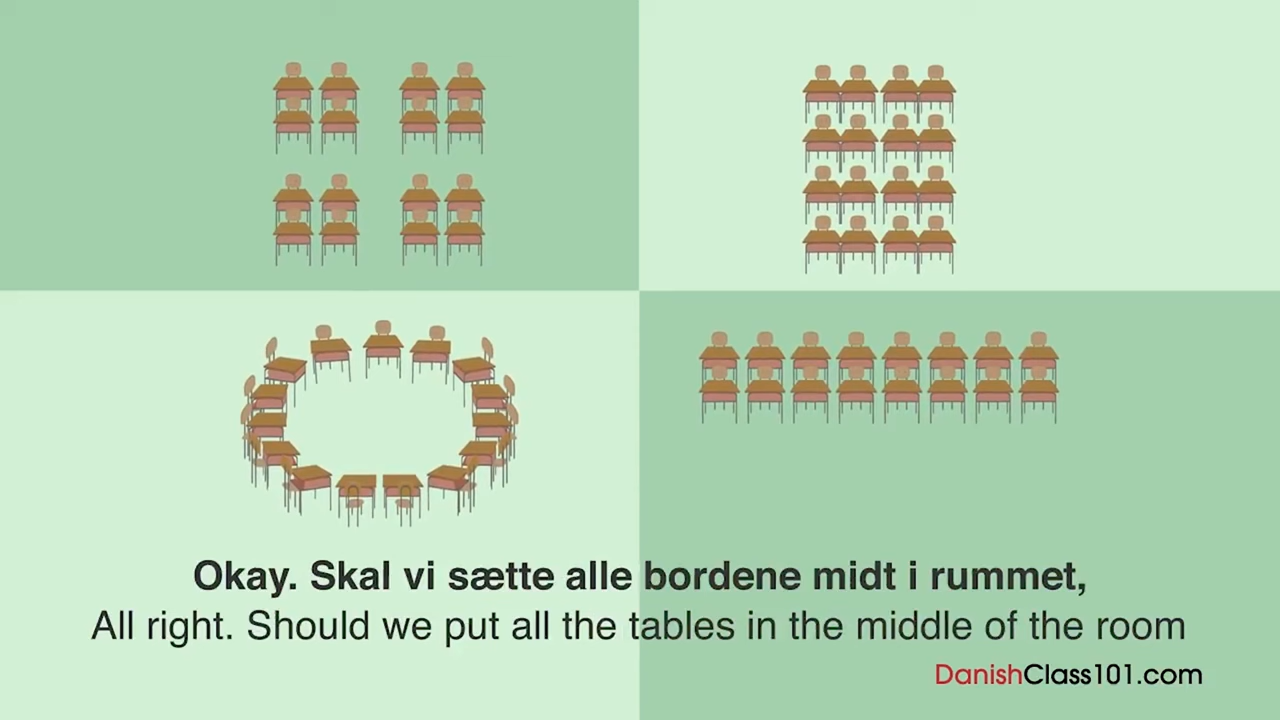 Okay. Skal vi sætte alle bordene midt i rummet,
All right. Should we put all the tables in the middle of the room
DanishClass101.com